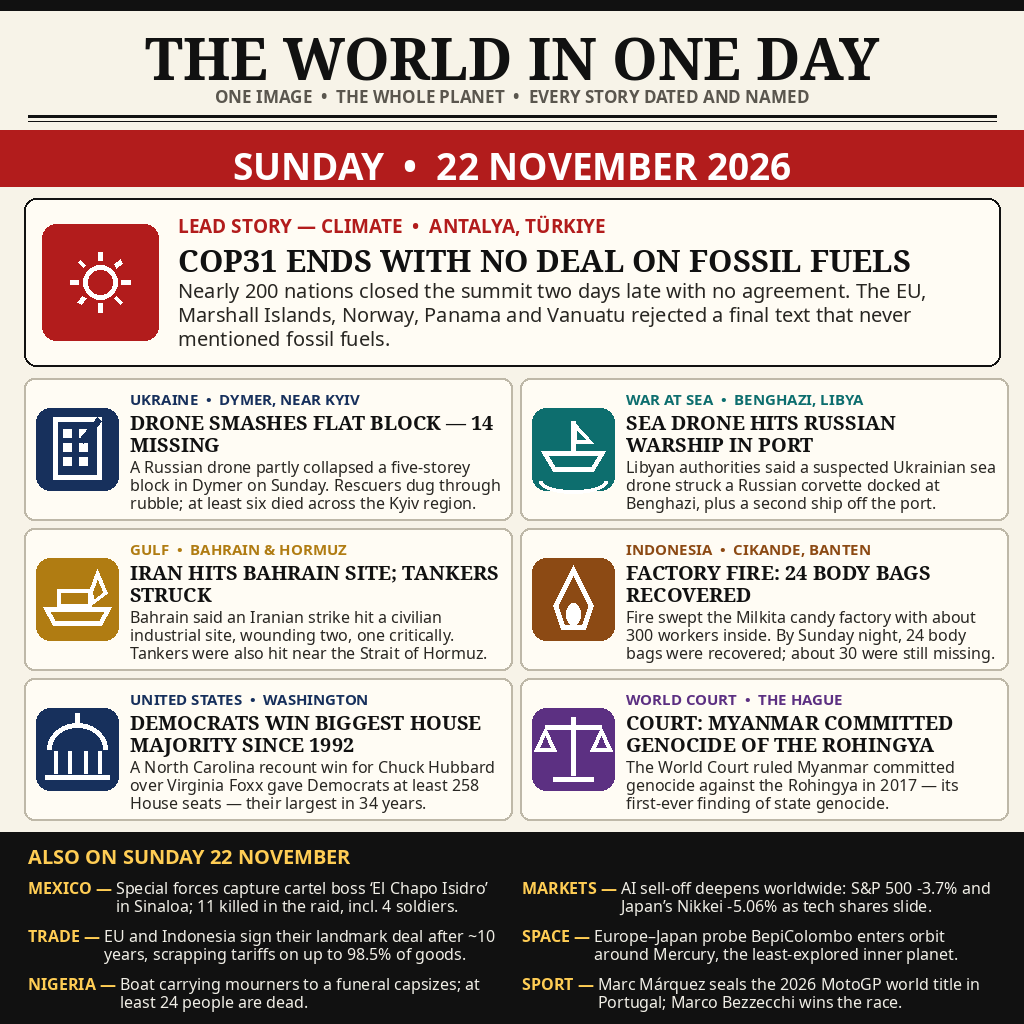 THE WORLD IN ONE DAY
ONE IMAGE • THE WHOLE PLANET • EVERY STORY DATED AND NAMED
SUNDAY • 22 NOVEMBER 2026
LEAD STORY — CLIMATE • ANTALYA, TÜRKIYE
COP31 ENDS WITH NO DEAL ON FOSSIL FUELS
Nearly 200 nations closed the summit two days late with no agreement. The EU,
Marshall Islands, Norway, Panama and Vanuatu rejected a final text that never
mentioned fossil fuels.
UKRAINE • DYMER, NEAR KYIV
DRONE SMASHES FLAT BLOCK — 14
MISSING
A Russian drone partly collapsed a five-storey
block in Dymer on Sunday. Rescuers dug through
rubble; at least six died across the Kyiv region.
WAR AT SEA • BENGHAZI, LIBYA
SEA DRONE HITS RUSSIAN
WARSHIP IN PORT
Libyan authorities said a suspected Ukrainian sea
drone struck a Russian corvette docked at
Benghazi, plus a second ship off the port.
GULF • BAHRAIN & HORMUZ
IRAN HITS BAHRAIN SITE; TANKERS
STRUCK
Bahrain said an Iranian strike hit a civilian
industrial site, wounding two, one critically.
Tankers were also hit near the Strait of Hormuz.
INDONESIA • CIKANDE, BANTEN
FACTORY FIRE: 24 BODY BAGS
RECOVERED
Fire swept the Milkita candy factory with about
300 workers inside. By Sunday night, 24 body
bags were recovered; about 30 were still missing.
UNITED STATES • WASHINGTON
DEMOCRATS WIN BIGGEST HOUSE
MAJORITY SINCE 1992
A North Carolina recount win for Chuck Hubbard
over Virginia Foxx gave Democrats at least 258
House seats — their largest in 34 years.
WORLD COURT • THE HAGUE
COURT: MYANMAR COMMITTED
GENOCIDE OF THE ROHINGYA
The World Court ruled Myanmar committed
genocide against the Rohingya in 2017 — its
first-ever finding of state genocide.
ALSO ON SUNDAY 22 NOVEMBER
MEXICO — Special forces capture cartel boss ‘El Chapo Isidro’
in Sinaloa; 11 killed in the raid, incl. 4 soldiers.
TRADE — EU and Indonesia sign their landmark deal after ~10
years, scrapping tariffs on up to 98.5% of goods.
NIGERIA — Boat carrying mourners to a funeral capsizes; at
least 24 people are dead.
MARKETS — AI sell-off deepens worldwide: S&P 500 -3.7% and
Japan’s Nikkei -5.06% as tech shares slide.
SPACE — Europe–Japan probe BepiColombo enters orbit
around Mercury, the least-explored inner planet.
SPORT — Marc Márquez seals the 2026 MotoGP world title in
Portugal; Marco Bezzecchi wins the race.